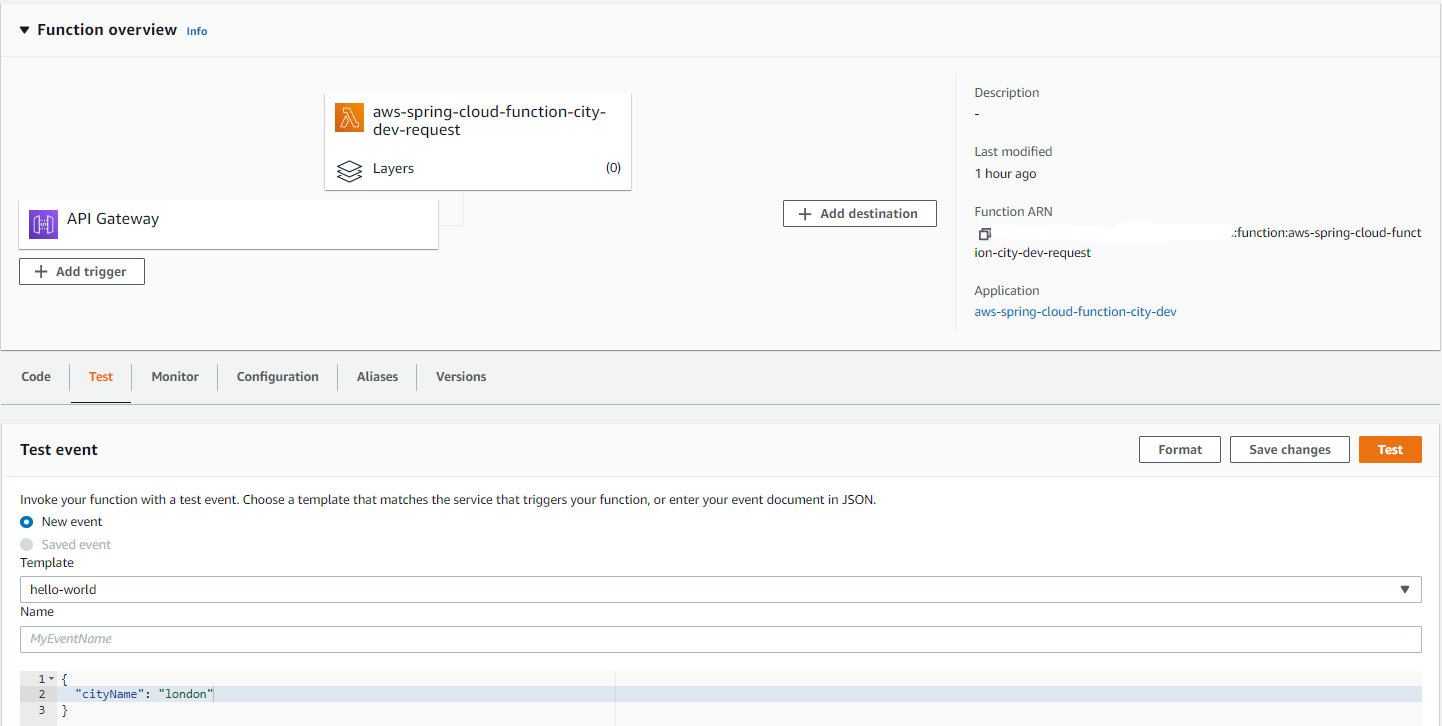 Function overview Info
aws-spring-cloud-function-city-
dev-request
Layers (0)
API Gateway
Add trigger
Add destination
Description
-
Last modified
1 hour ago
Function ARN
:function:aws-spring-cloud-funct
ion-city-dev-request
Application
aws-spring-cloud-function-city-dev
Code Test Monitor Configuration Aliases Versions
Test event Format Save changes Test
Invoke your function with a test event. Choose a template that matches the service that triggers your function, or enter your event document in JSON.
New event
Saved event
Template
hello-world
Name
MyEventName
1 {
2 "cityName": "london"
3 }